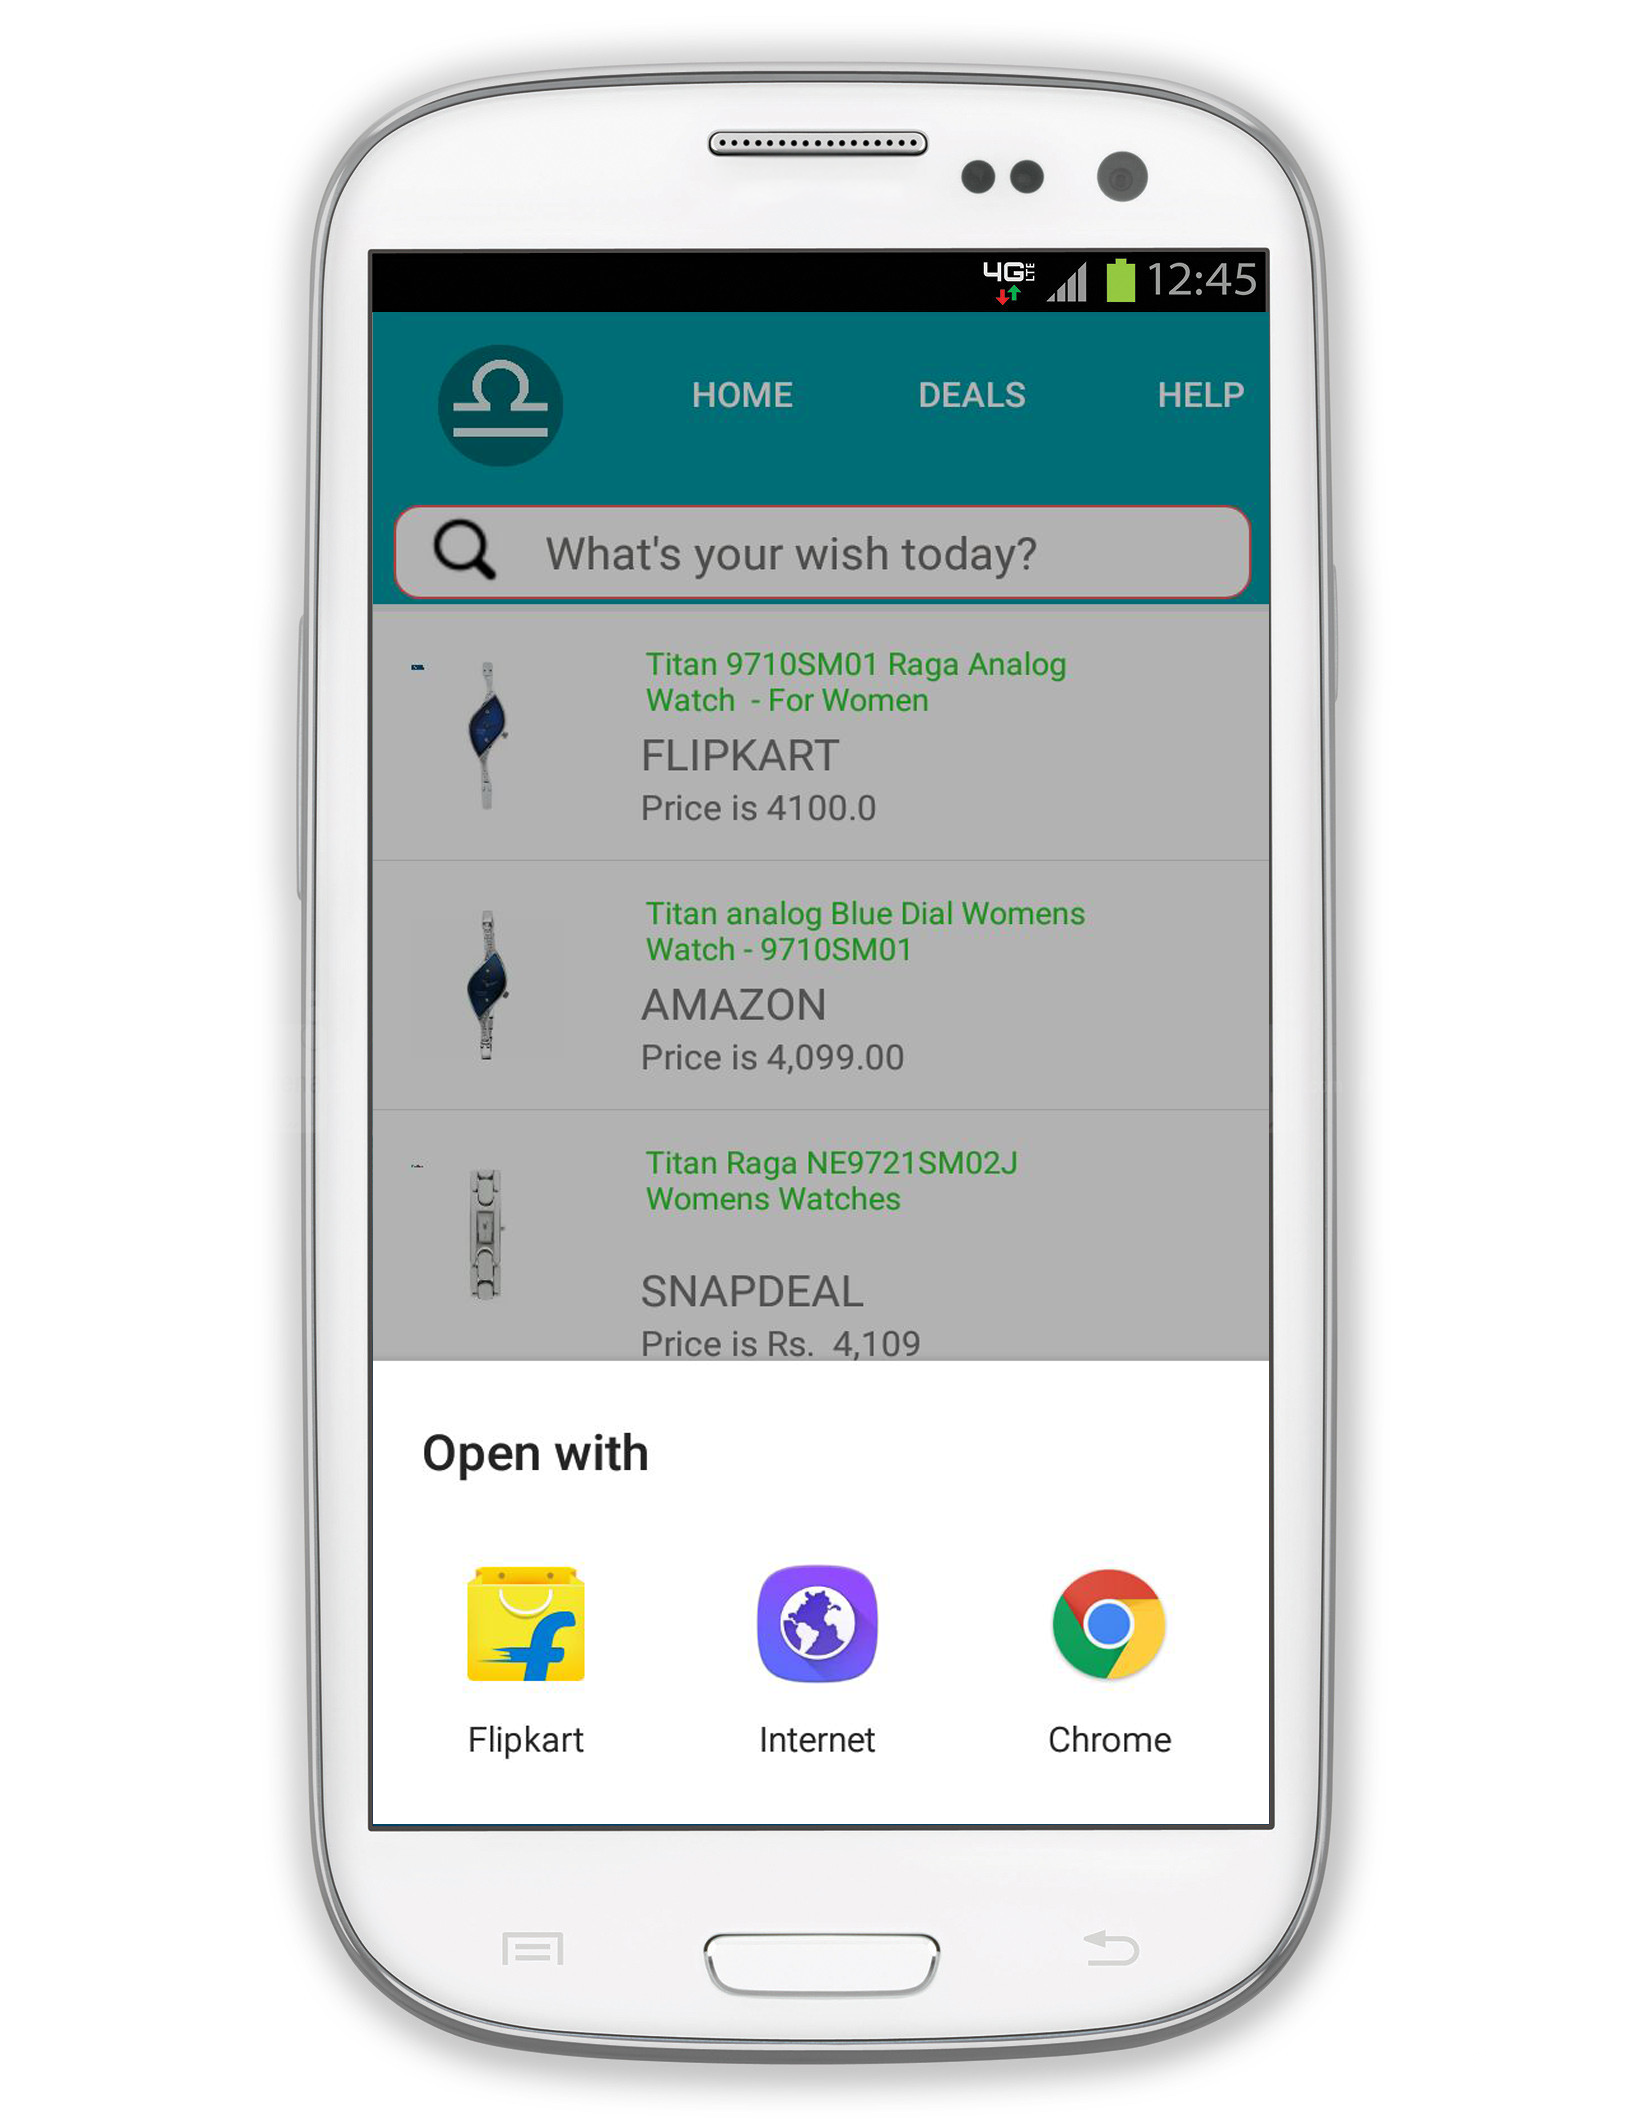 4G LTE 12:45
HOME DEALS HELP
What's your wish today?
Titan 9710SM01 Raga Analog
Watch - For Women
FLIPKART
Price is 4100.0
Titan analog Blue Dial Womens
Watch - 9710SM01
AMAZON
Price is 4,099.00
Titan Raga NE9721SM02J
Womens Watches
SNAPDEAL
Price is Rs. 4,109
Open with
Flipkart Internet Chrome